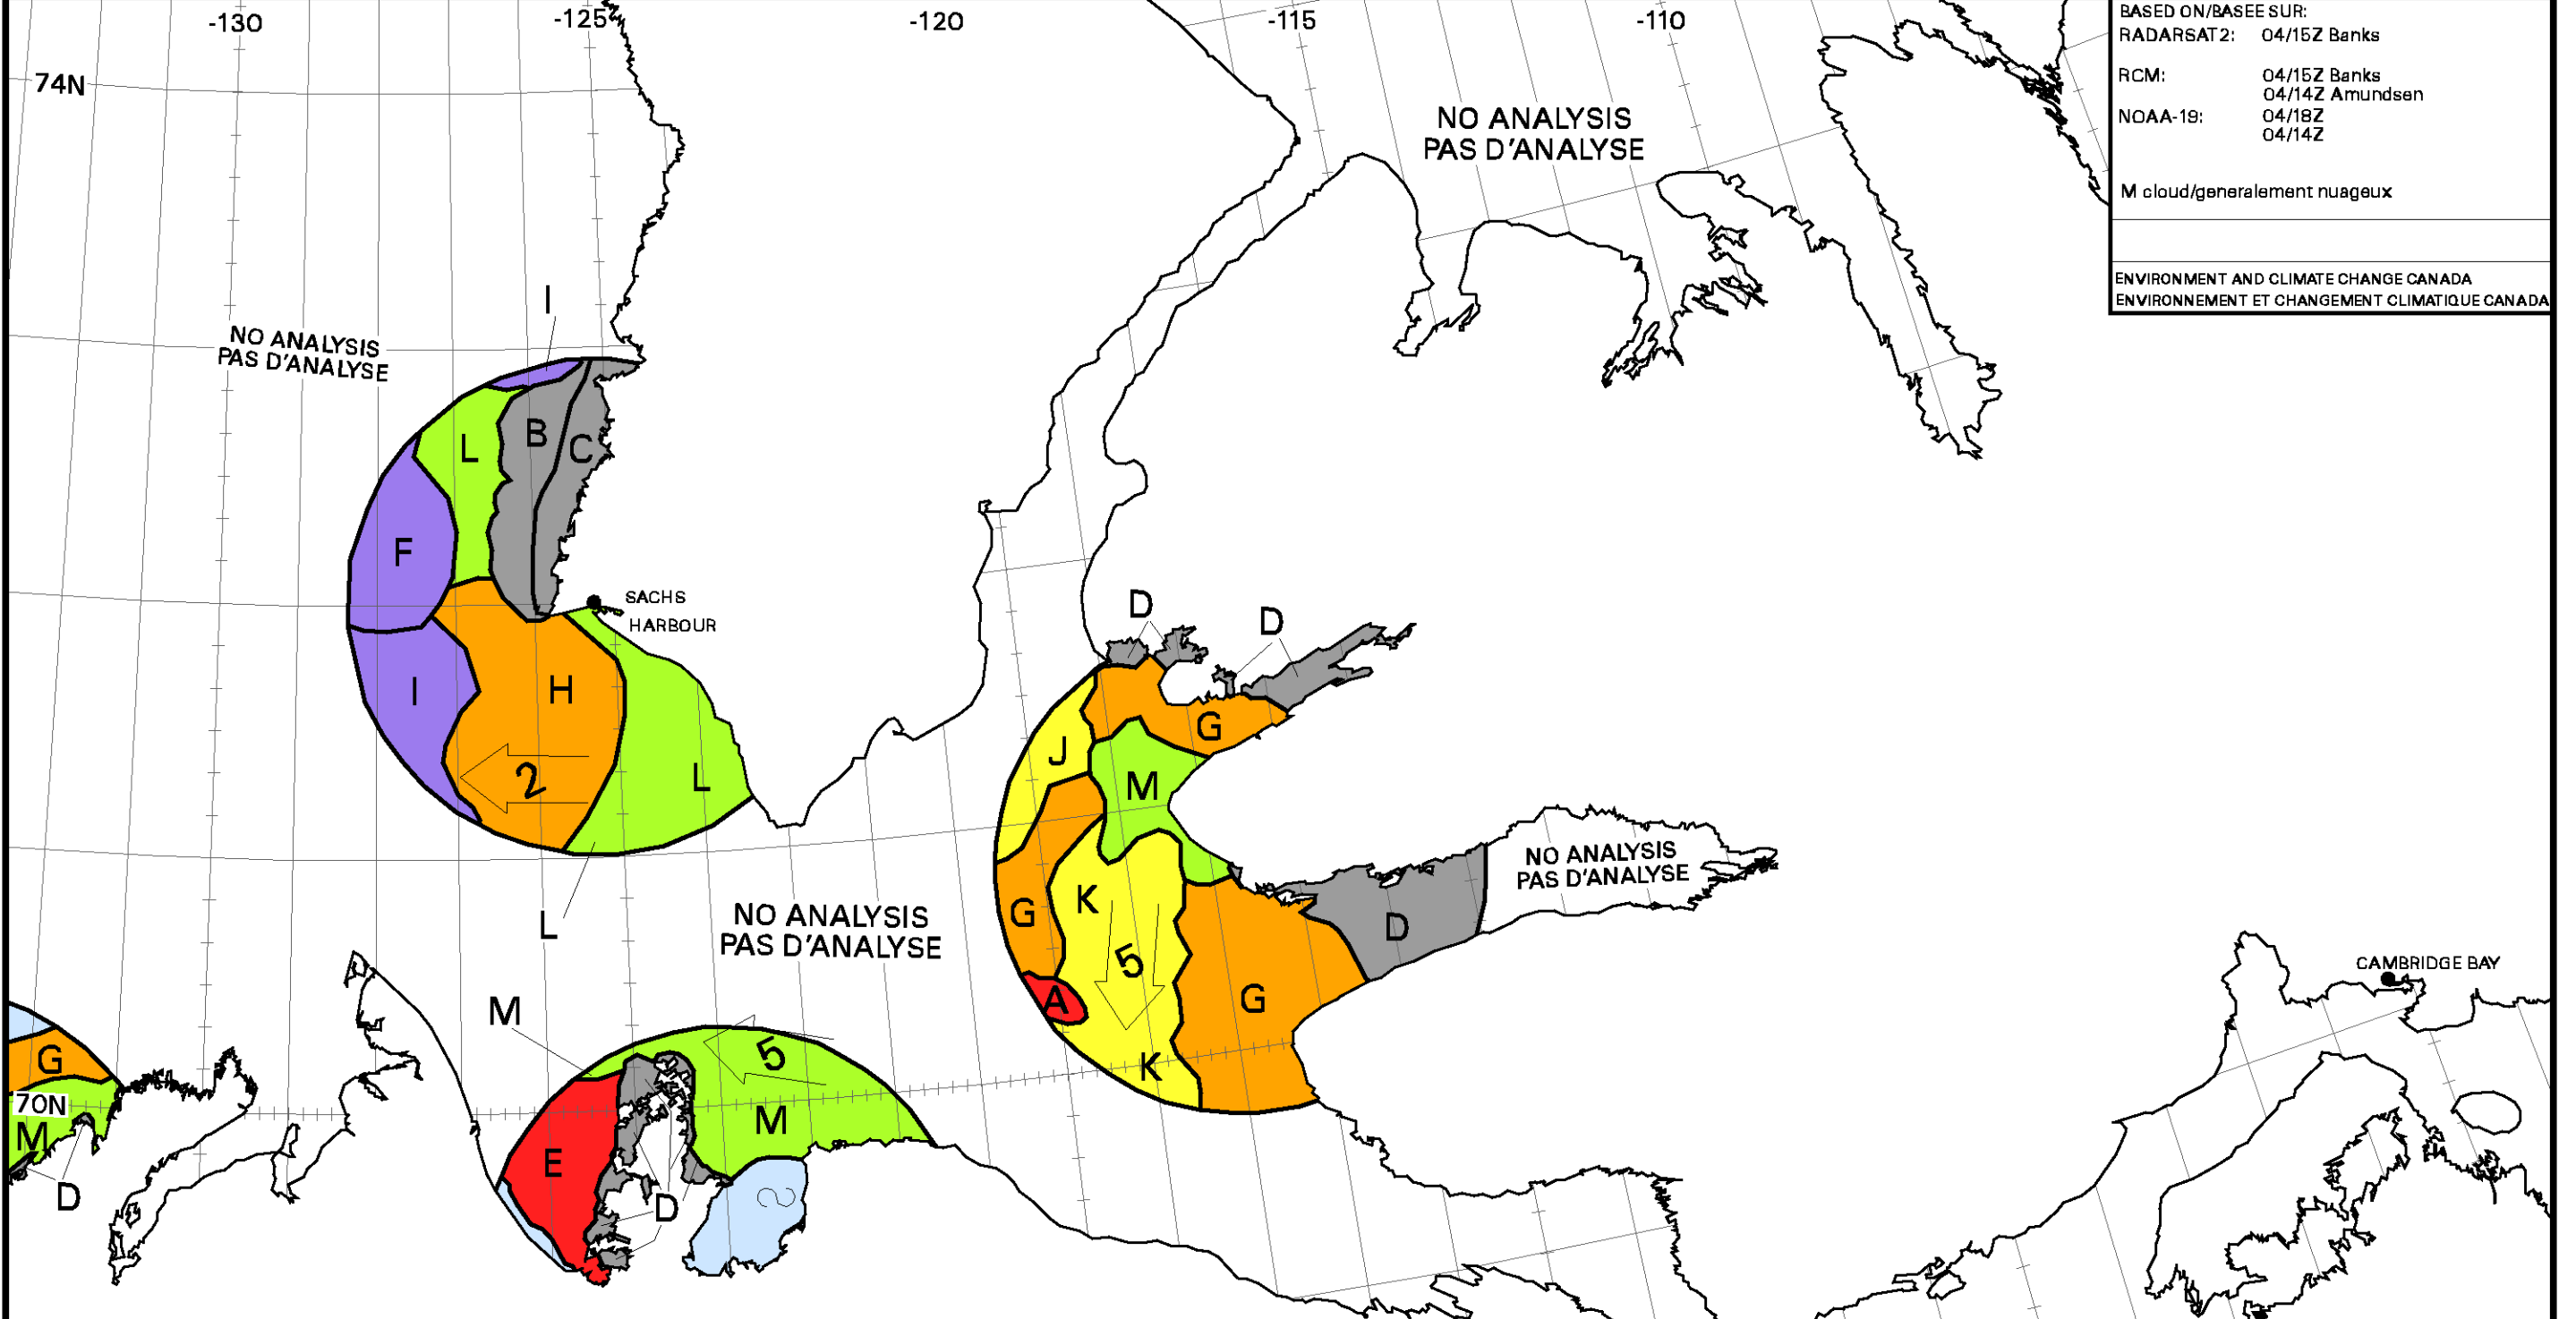 -130
-125
-120
-115
-110
74N
BASED ON/BASEE SUR:
RADARSAT2: 04/15Z Banks
RCM: 04/15Z Banks
04/14Z Amundsen
NOAA-19: 04/18Z
04/14Z
M cloud/generalement nuageux
ENVIRONMENT AND CLIMATE CHANGE CANADA
ENVIRONNEMENT ET CHANGEMENT CLIMATIQUE CANADA
NO ANALYSIS
PAS D'ANALYSE
I
NO ANALYSIS
PAS D'ANALYSE
B
L
C
F
SACHS
HARBOUR
D
D
I
H
G
J
2
L
M
NO ANALYSIS
PAS D'ANALYSE
K
G
D
L
NO ANALYSIS
PAS D'ANALYSE
5
CAMBRIDGE BAY
A
G
M
5
G
K
70N
M
M
E
D
D